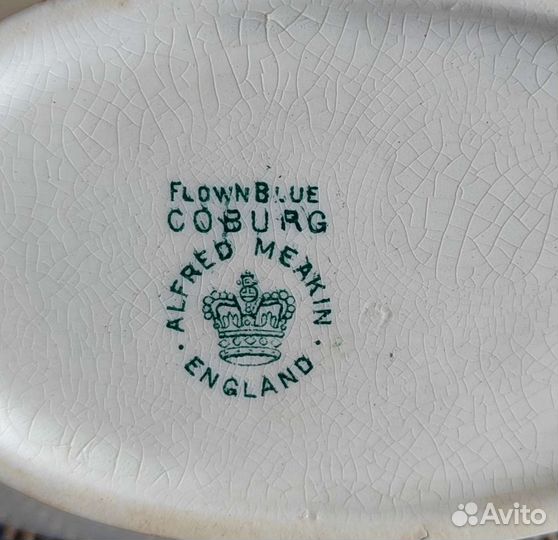 FLOWN BLUE
COBURG
ALFRED MEAKIN
ENGLAND
Avito